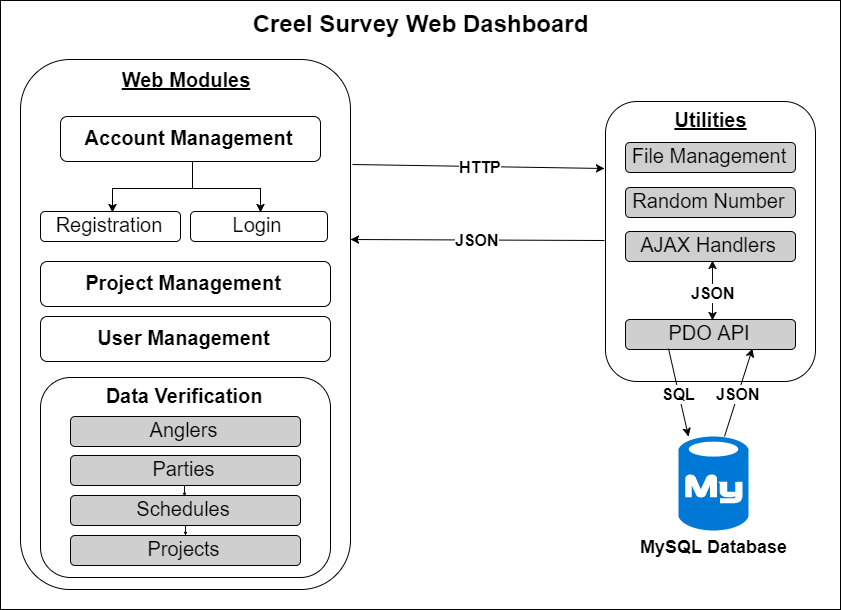 Creel Survey Web Dashboard
Web Modules
Account Management
Registration
Login
Project Management
User Management
Data Verification
Anglers
Parties
Schedules
Projects
HTTP
JSON
Utilities
File Management
Random Number
AJAX Handlers
JSON
PDO API
SQL
JSON
My
MySQL Database